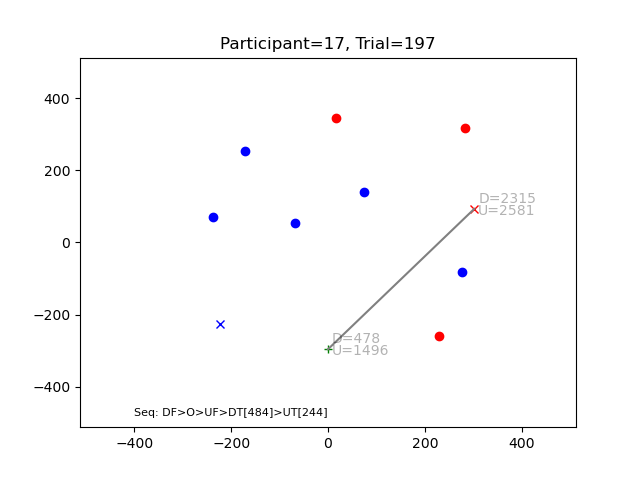 Participant=17, Trial=197
400
200
0
−200
−400
D=2315
U=2581
D=478
U=1496
Seq: DF>O>UF>DT[484]>UT[244]
−400
−200
0
200
400